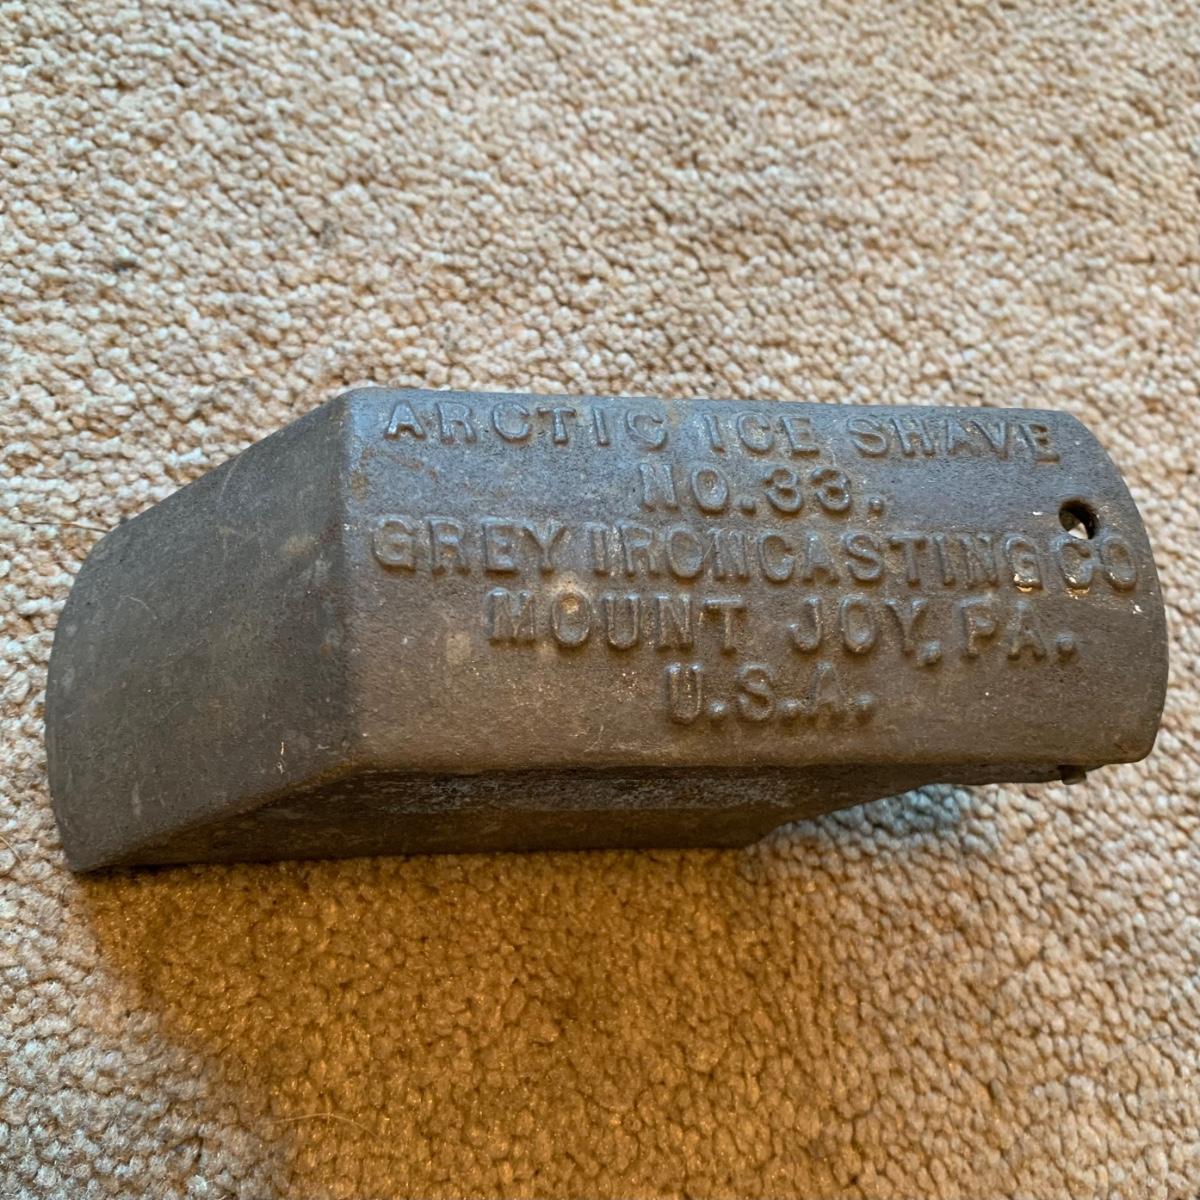 ARCTIC ICE SHAVE
NO. 33.
GREY IRON CASTING CO
MOUNT JOY, PA.
U.S.A.